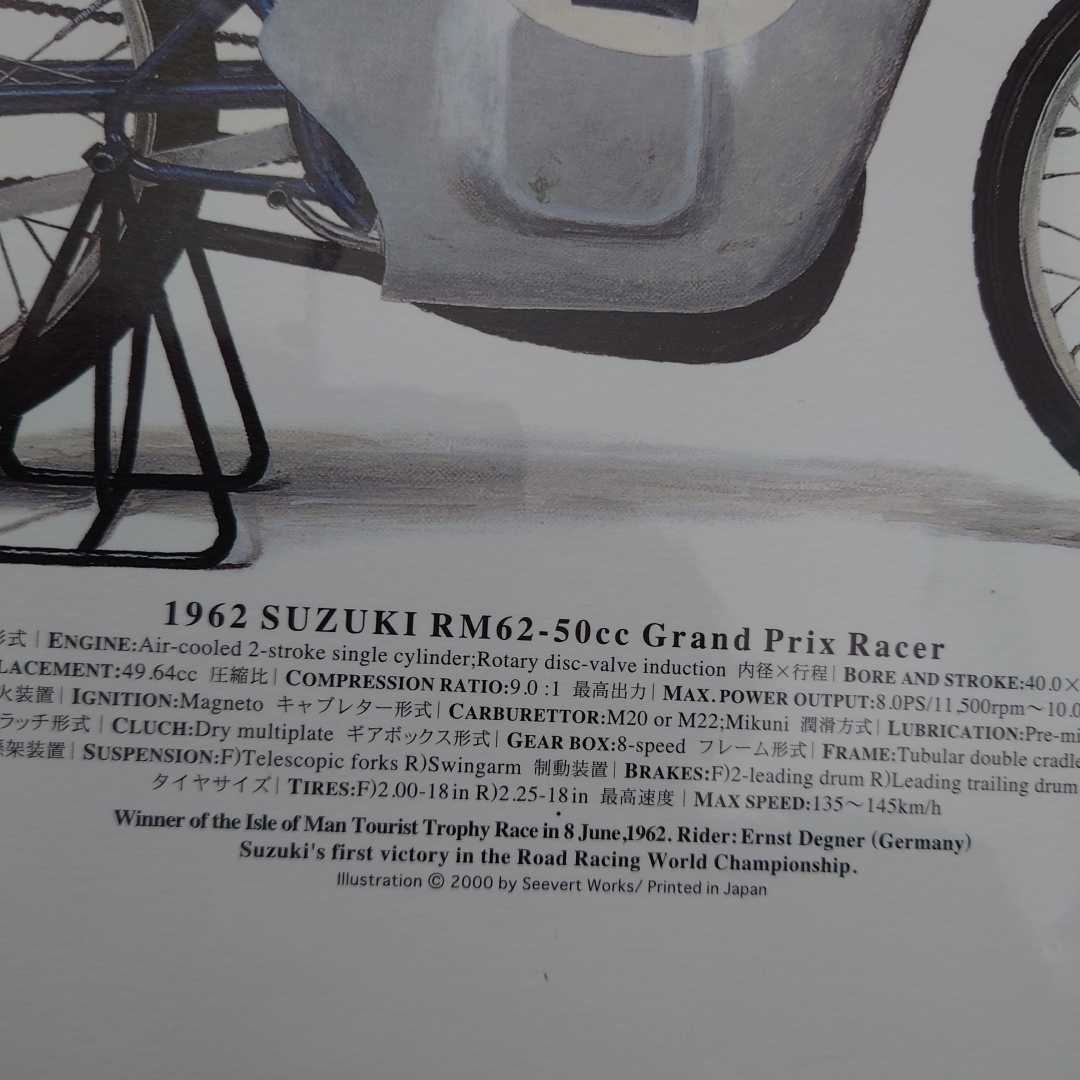 1962 SUZUKI RM62-50cc Grand Prix Racer
形式 | ENGINE:Air-cooled 2-stroke single cylinder;Rotary disc-valve induction 内径×行程 | BORE AND STROKE:40.0×
LACEMENT:49.64cc 圧縮比 | COMPRESSION RATIO:9.0 :1 最高出力 | MAX. POWER OUTPUT:8.0PS/11,500rpm〜10.0
火装置 | IGNITION:Magneto キャブレター形式 | CARBURETTOR:M20 or M22;Mikuni 潤滑方式 | LUBRICATION:Pre-mi
ラッチ形式 | CLUCH:Dry multiplate ギアボックス形式 | GEAR BOX:8-speed フレーム形式 | FRAME:Tubular double cradle
架装置 | SUSPENSION:F)Telescopic forks R)Swingarm 制動装置 | BRAKES:F)2-leading drum R)Leading trailing drum
タイヤサイズ | TIRES:F)2.00-18in R)2.25-18in 最高速度 | MAX SPEED:135〜145km/h
Winner of the Isle of Man Tourist Trophy Race in 8 June,1962. Rider: Ernst Degner (Germany)
Suzuki's first victory in the Road Racing World Championship.
Illustration © 2000 by Seevert Works/ Printed in Japan